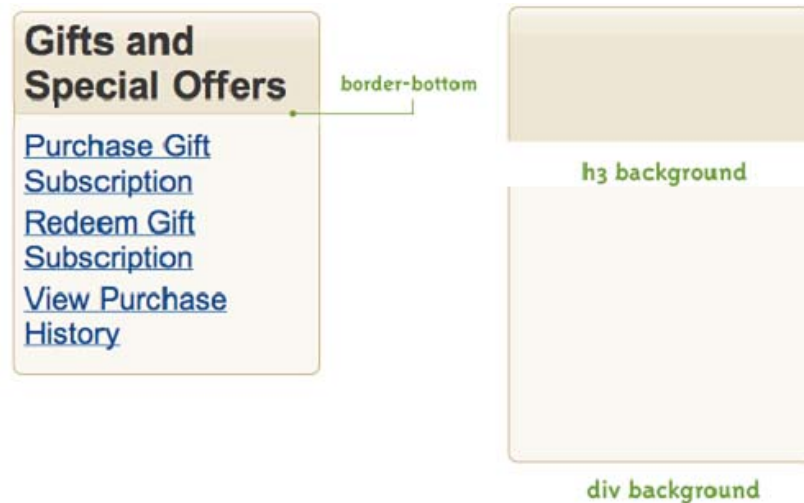 Gifts and
Special Offers
border-bottom
Purchase Gift
Subscription
Redeem Gift
Subscription
View Purchase
History
h3 background
div background